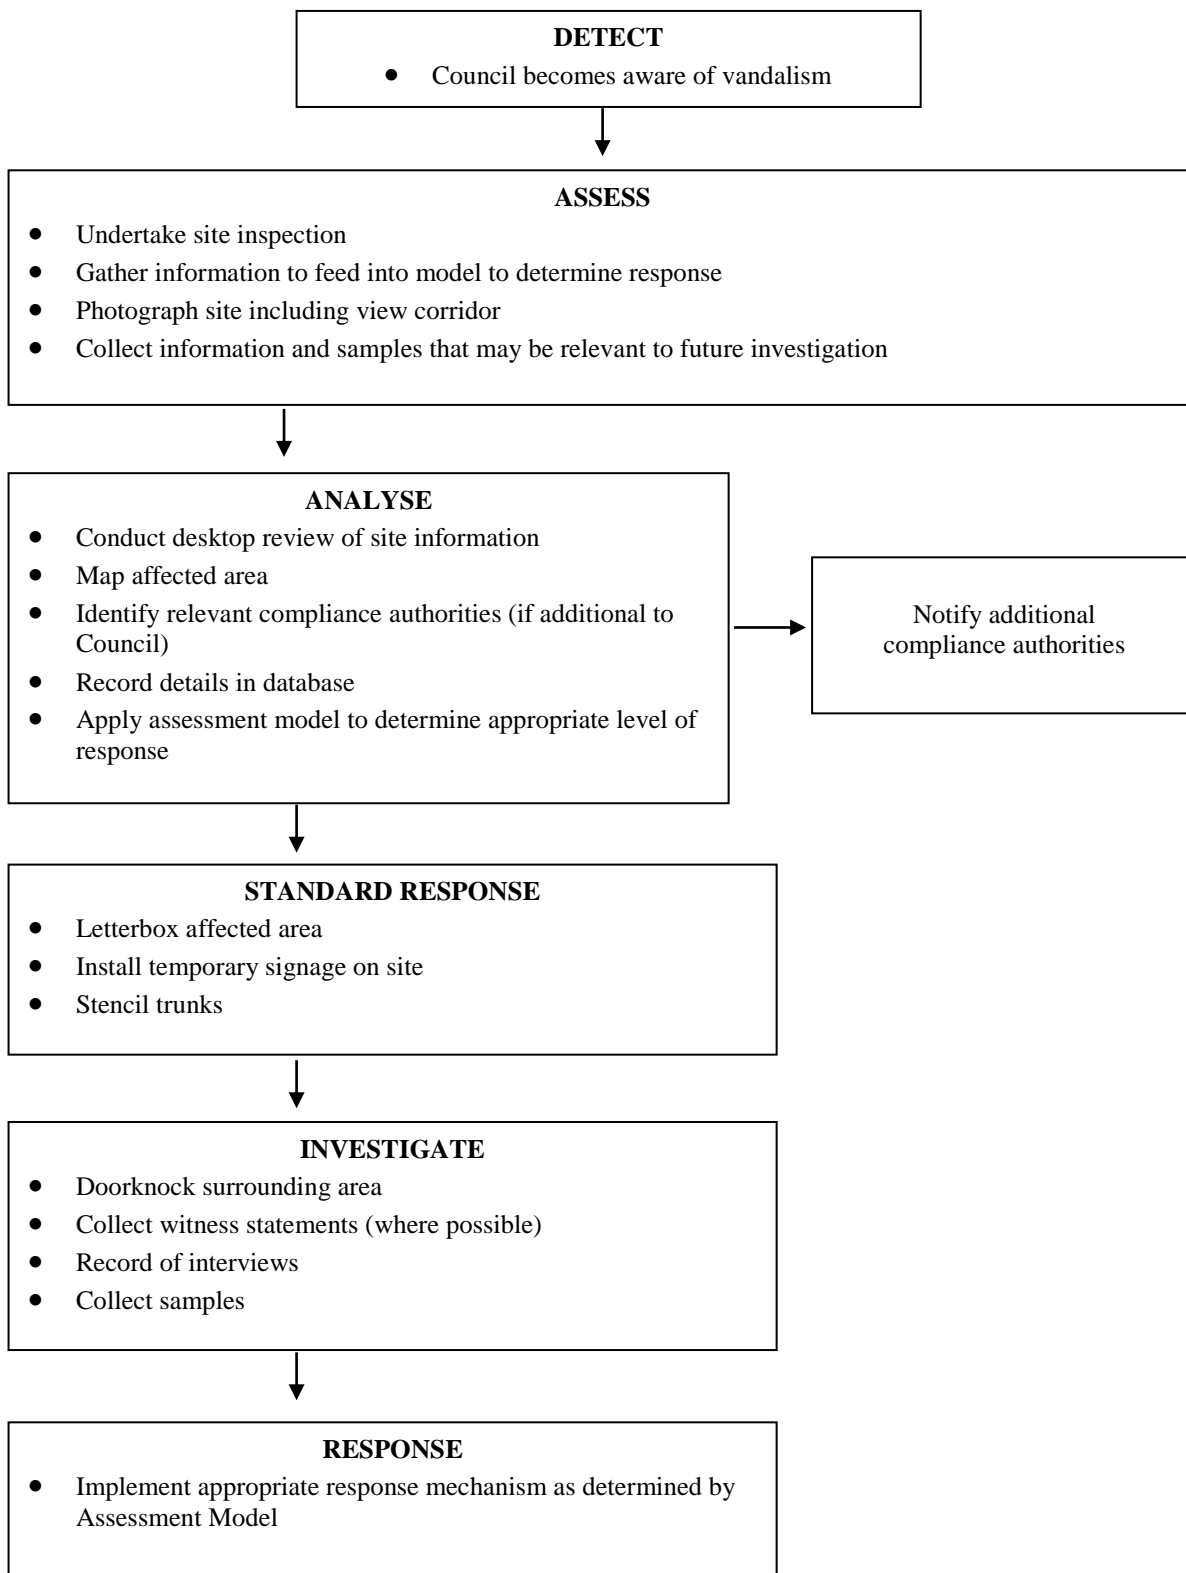 DETECT
● Council becomes aware of vandalism
ASSESS
● Undertake site inspection
● Gather information to feed into model to determine response
● Photograph site including view corridor
● Collect information and samples that may be relevant to future investigation
ANALYSE
● Conduct desktop review of site information
● Map affected area
● Identify relevant compliance authorities (if additional to
Council)
● Record details in database
● Apply assessment model to determine appropriate level of
response
Notify additional
compliance authorities
STANDARD RESPONSE
● Letterbox affected area
● Install temporary signage on site
● Stencil trunks
INVESTIGATE
● Doorknock surrounding area
● Collect witness statements (where possible)
● Record of interviews
● Collect samples
RESPONSE
● Implement appropriate response mechanism as determined by
Assessment Model